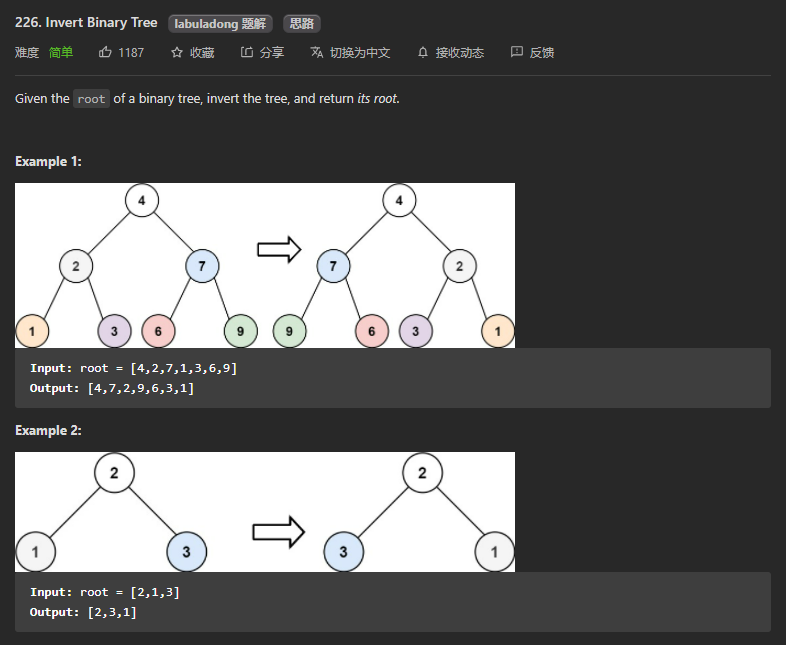 226. Invert Binary Tree labuladong 题解 思路
难度 简单 1187 收藏 分享 切换为中文 接收动态 反馈
Given the root of a binary tree, invert the tree, and return its root.
Example 1:
4 4
2 7 7 2
1 3 6 9 9 6 3 1
Input: root = [4,2,7,1,3,6,9]
Output: [4,7,2,9,6,3,1]
Example 2:
2 2
1 3 3 1
Input: root = [2,1,3]
Output: [2,3,1]